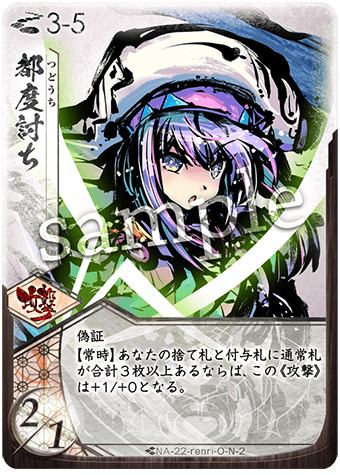 3-5
つどうち
都度討ち
sample
攻撃
偽証
【常時】あなたの捨て札と付与札に通常札
が合計3枚以上あるならば、この《攻撃》
は+1/+0となる。
2/1
NA-22-renri-O-N-2